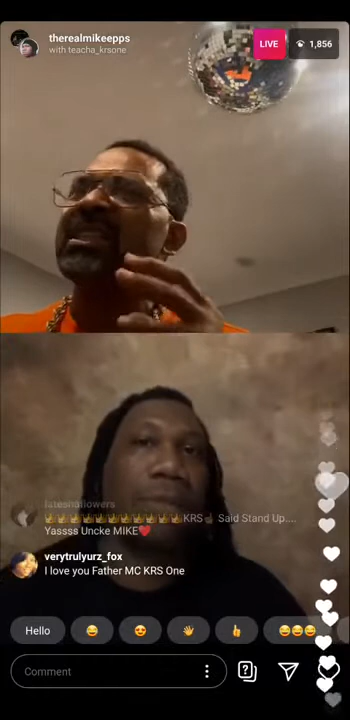 therealmikeepps
with teacha_krsone
LIVE
1,856
👑👑👑👑👑👑👑👑👑👑KRS☝🏾 Said Stand Up....
Yassss Uncke MIKE❤️
verytrulyurz_fox
I love you Father MC KRS One
Hello
Comment